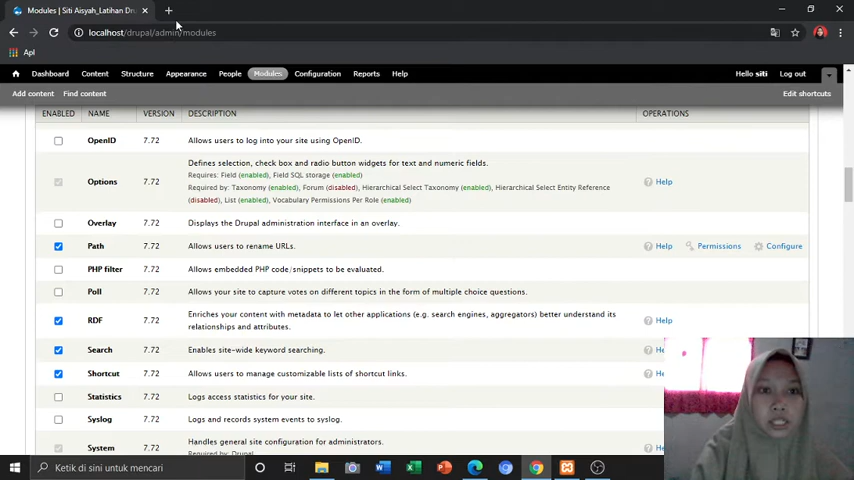 Modules | Siti Aisyah_Latihan Dru
localhost/drupal/admin/modules
Apl
Dashboard Content Structure Appearance People Modules Configuration Reports Help Hello siti Log out
Add content Find content Edit shortcuts
ENABLED NAME VERSION DESCRIPTION OPERATIONS
OpenID 7.72 Allows users to log into your site using OpenID.
Defines selection, check box and radio button widgets for text and numeric fields.
Requires: Field (enabled), Field SQL storage (enabled)
Options 7.72 Required by: Taxonomy (enabled), Forum (disabled), Hierarchical Select Taxonomy (enabled), Hierarchical Select Entity Reference Help
(disabled), List (enabled), Vocabulary Permissions Per Role (enabled)
Overlay 7.72 Displays the Drupal administration interface in an overlay.
Path 7.72 Allows users to rename URLs. Help Permissions Configure
PHP filter 7.72 Allows embedded PHP code/snippets to be evaluated.
Poll 7.72 Allows your site to capture votes on different topics in the form of multiple choice questions.
RDF 7.72 Enriches your content with metadata to let other applications (e.g. search engines, aggregators) better understand its Help
relationships and attributes.
Search 7.72 Enables site-wide keyword searching. He
Shortcut 7.72 Allows users to manage customizable lists of shortcut links. He
Statistics 7.72 Logs access statistics for your site.
Syslog 7.72 Logs and records system events to syslog.
System 7.72 Handles general site configuration for administrators. He
Required by: Drupal
Ketik di sini untuk mencari